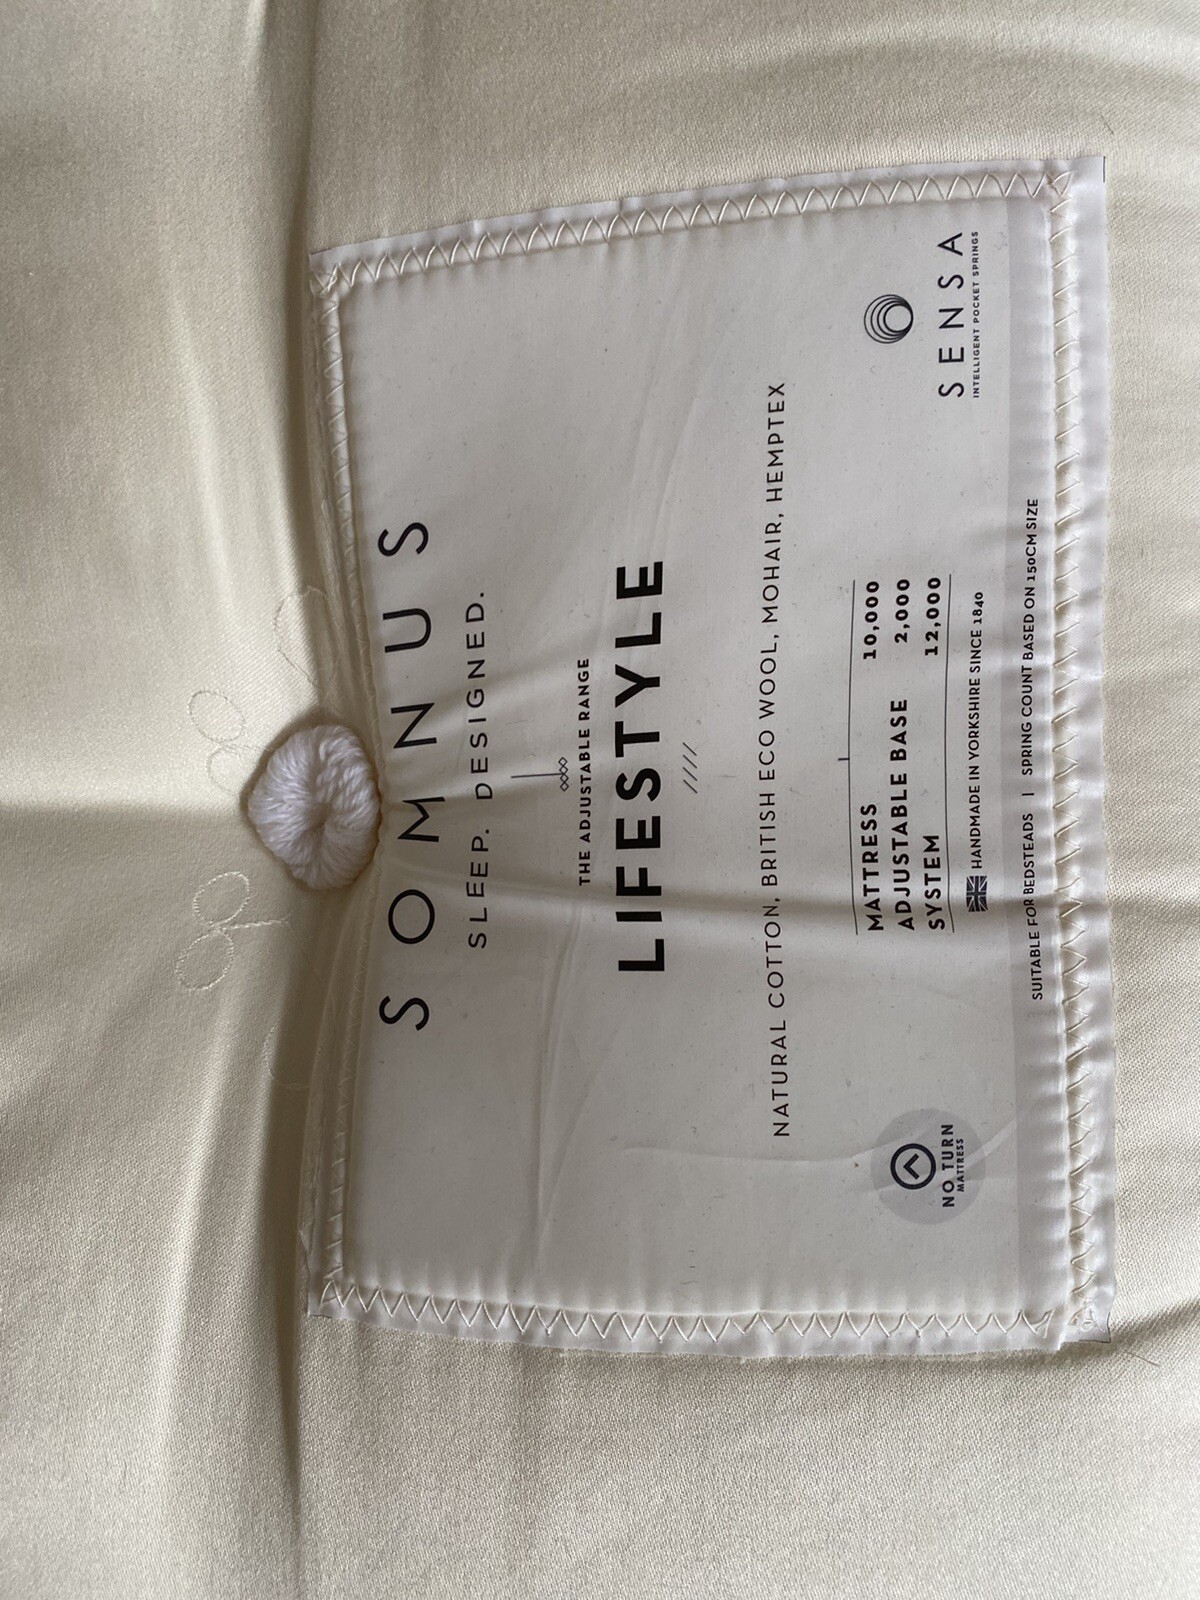 SOMNUS
SLEEP. DESIGNED.
THE ADJUSTABLE RANGE
LIFESTYLE
NATURAL COTTON, BRITISH ECO WOOL, MOHAIR, HEMPTEX
MATTRESS 10,000
ADJUSTABLE BASE 2,000
SYSTEM 12,000
HANDMADE IN YORKSHIRE SINCE 1840
NO TURN
MATTRESS
SENSA
INTELLIGENT POCKET SPRINGS
SUITABLE FOR BEDSTEADS | SPRING COUNT BASED ON 150CM SIZE